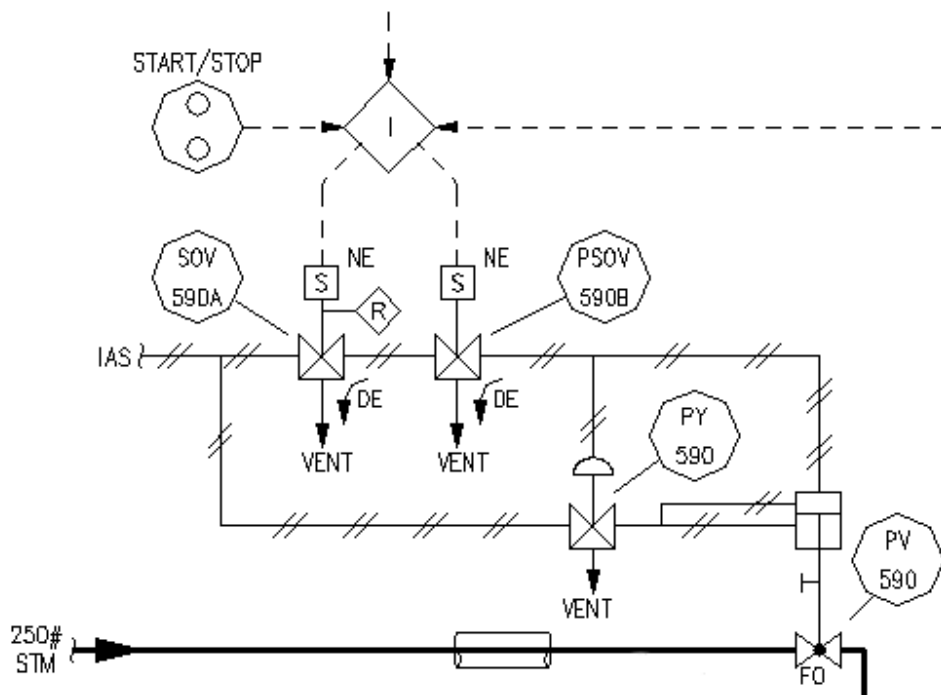 START/STOP
I
SOV
590A
NE
S
R
NE
S
PSOV
590B
IAS
DE
VENT
DE
VENT
PY
590
VENT
PV
590
250#
STM
FO